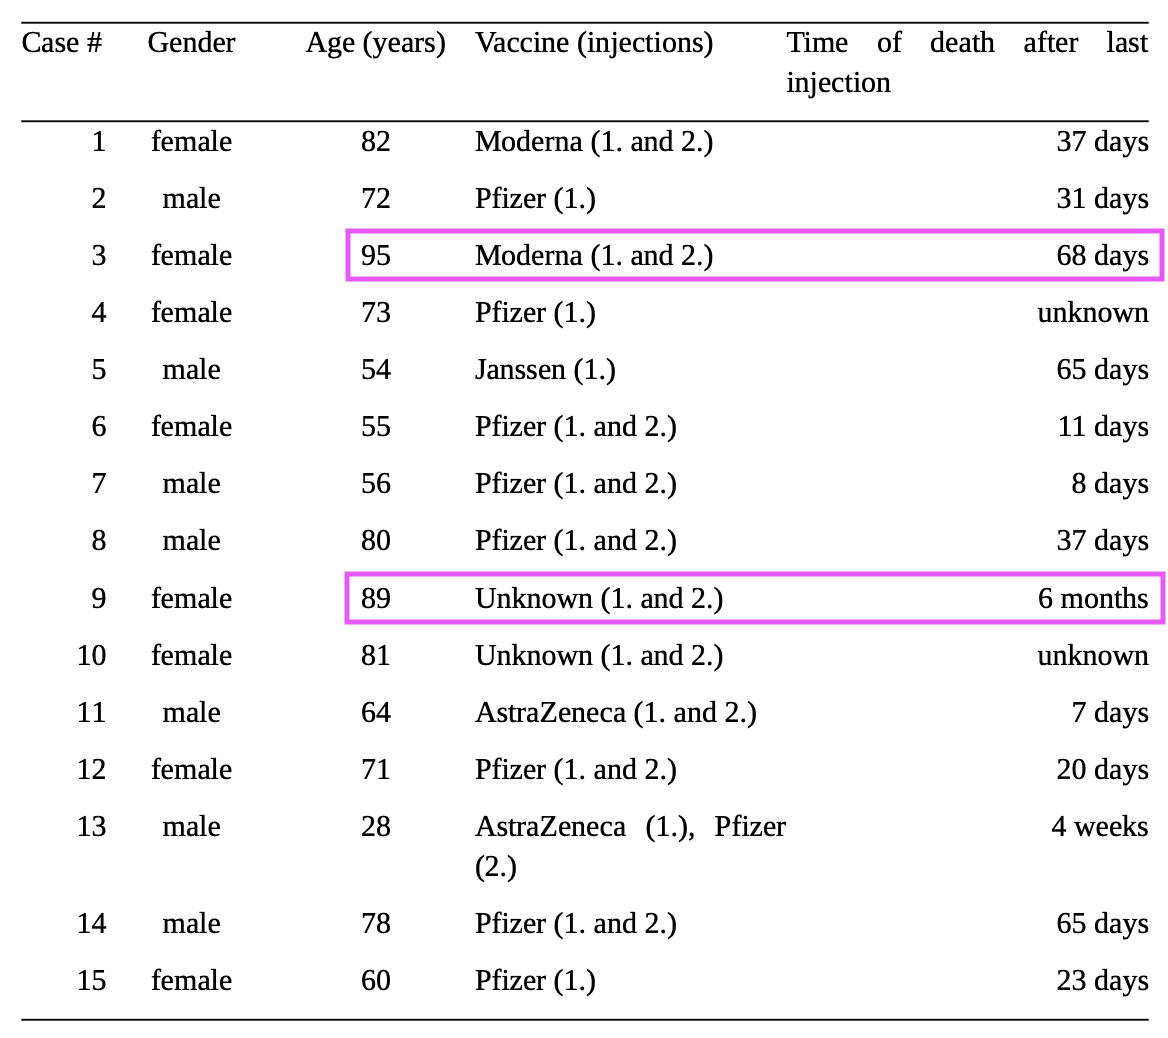 Case # Gender Age (years) Vaccine (injections) Time of death after last
injection
1 female 82 Moderna (1. and 2.) 37 days
2 male 72 Pfizer (1.) 31 days
3 female 95 Moderna (1. and 2.) 68 days
4 female 73 Pfizer (1.) unknown
5 male 54 Janssen (1.) 65 days
6 female 55 Pfizer (1. and 2.) 11 days
7 male 56 Pfizer (1. and 2.) 8 days
8 male 80 Pfizer (1. and 2.) 37 days
9 female 89 Unknown (1. and 2.) 6 months
10 female 81 Unknown (1. and 2.) unknown
11 male 64 AstraZeneca (1. and 2.) 7 days
12 female 71 Pfizer (1. and 2.) 20 days
13 male 28 AstraZeneca (1.), Pfizer 4 weeks
(2.)
14 male 78 Pfizer (1. and 2.) 65 days
15 female 60 Pfizer (1.) 23 days